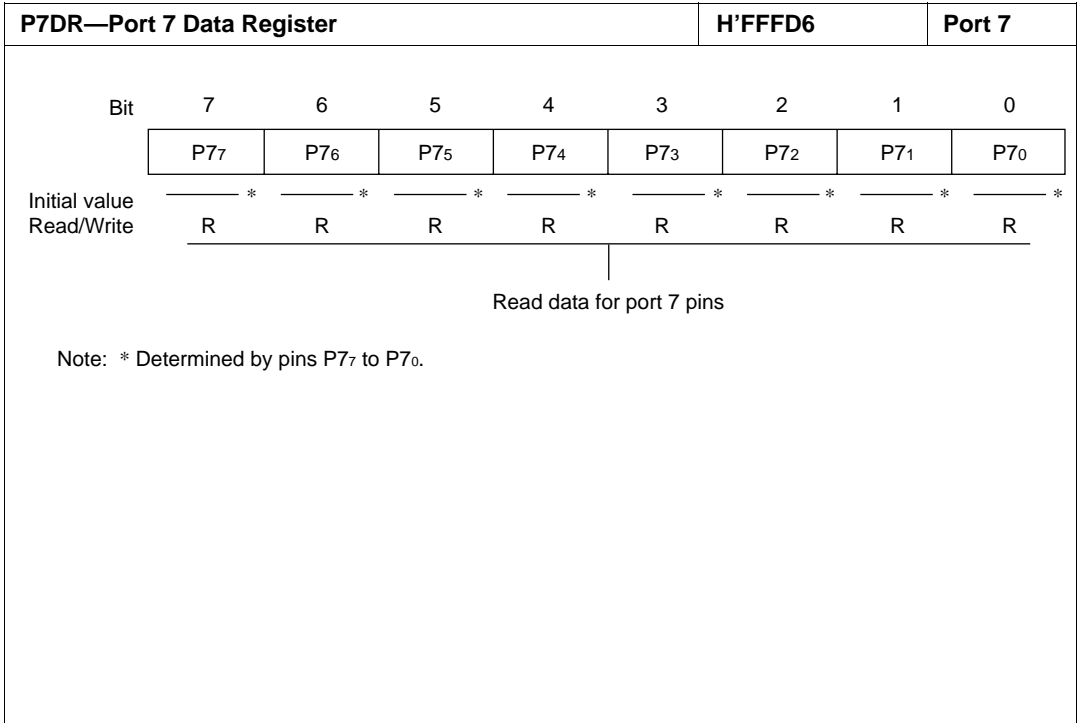 P7DR—Port 7 Data Register H'FFFD6 Port 7
Bit 7 6 5 4 3 2 1 0
P7₇ P7₆ P7₅ P7₄ P7₃ P7₂ P7₁ P7₀
Initial value —* —* —* —* —* —* —* —*
Read/Write R R R R R R R R
Read data for port 7 pins
Note: * Determined by pins P7₇ to P7₀.